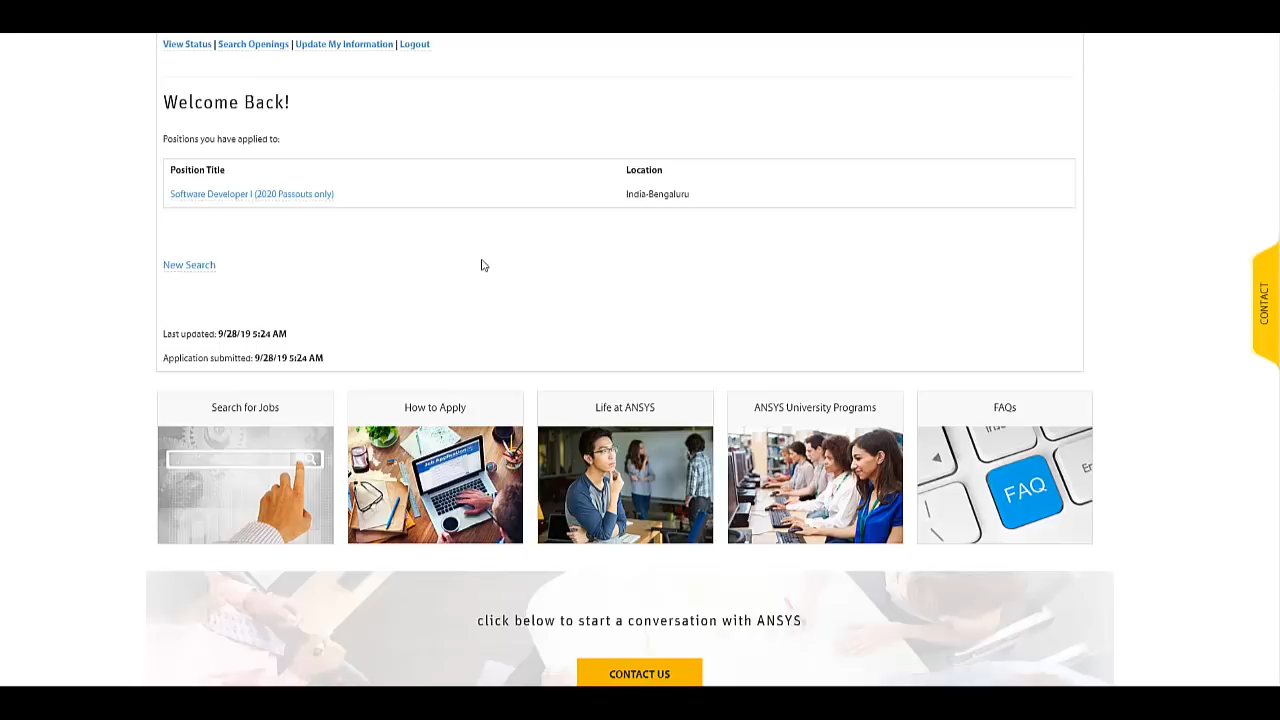 View Status | Search Openings | Update My Information | Logout
Welcome Back!
Positions you have applied to:
Position Title Location
Software Developer I (2020 Passouts only) India-Bengaluru
New Search
CONTACT
Last updated: 9/28/19 5:24 AM
Application submitted: 9/28/19 5:24 AM
Search for Jobs How to Apply Life at ANSYS ANSYS University Programs FAQs
Job Application
FAQ
click below to start a conversation with ANSYS
CONTACT US